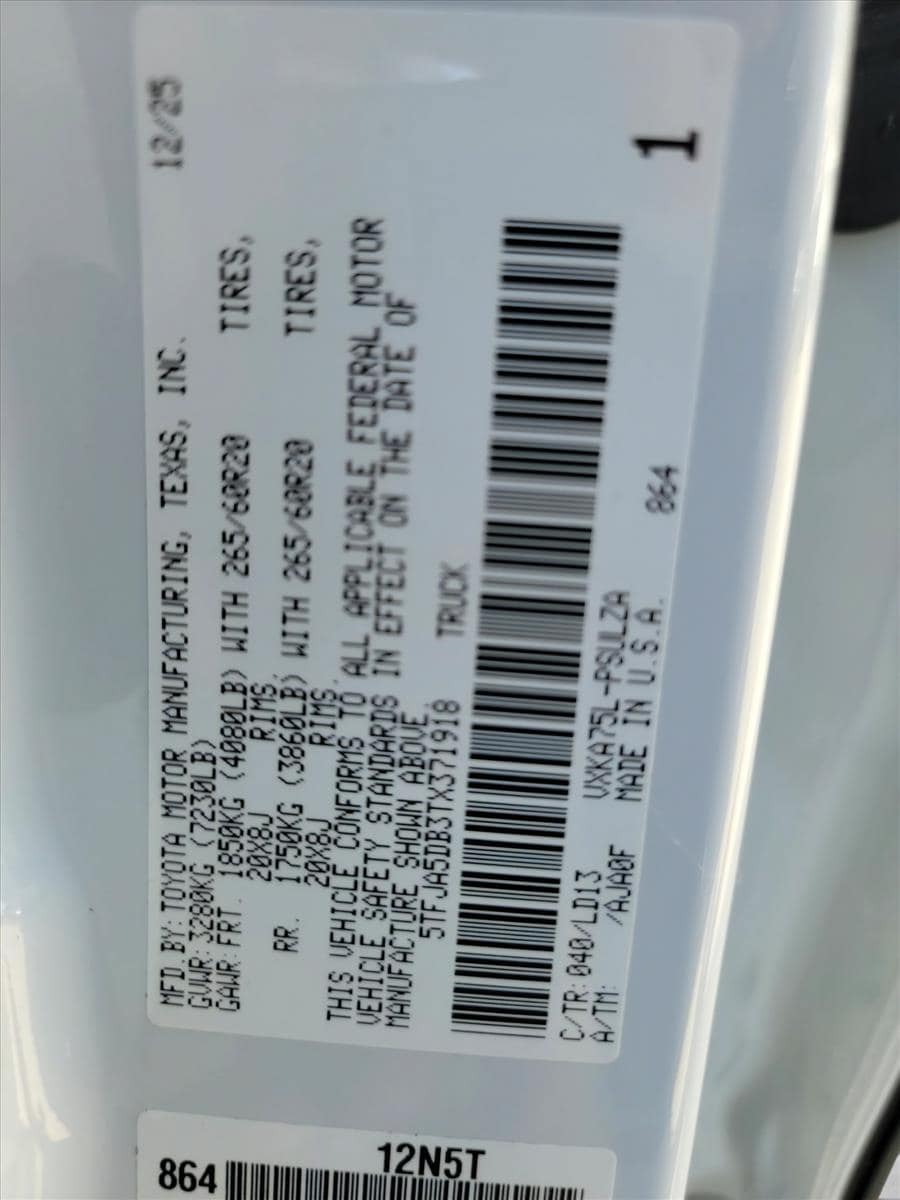 12/25
MFD.BY: TOYOTA MOTOR MANUFACTURING, TEXAS, INC.
GVWR: 3280KG (7230LB)
GAWR: FRT. 1850KG (4080LB) WITH 265/60R20 TIRES,
20X8J RIMS.
RR. 1750KG (3860LB) WITH 265/60R20 TIRES,
20X8J RIMS.
THIS VEHICLE CONFORMS TO ALL APPLICABLE FEDERAL MOTOR
VEHICLE SAFETY STANDARDS IN EFFECT ON THE DATE OF
MANUFACTURE SHOWN ABOVE.
5TFJA5DB3TX371918 TRUCK
C/TR: 040/LD13 VXKA75L-PSULZA 864
A/TM: /AJA0F MADE IN U.S.A.
1
12N5T
864